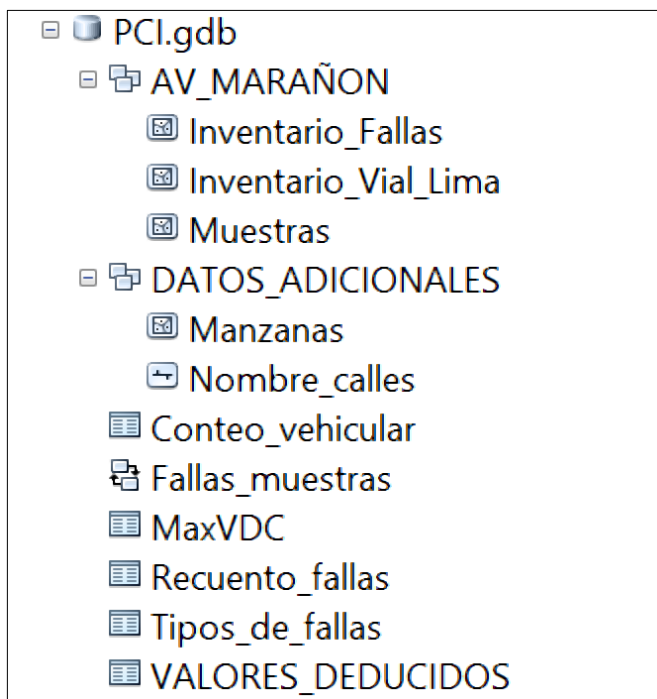 PCI.gdb
AV_MARAÑON
Inventario_Fallas
Inventario_Vial_Lima
Muestras
DATOS_ADICIONALES
Manzanas
Nombre_calles
Conteo_vehicular
Fallas_muestras
MaxVDC
Recuento_fallas
Tipos_de_fallas
VALORES_DEDUCIDOS